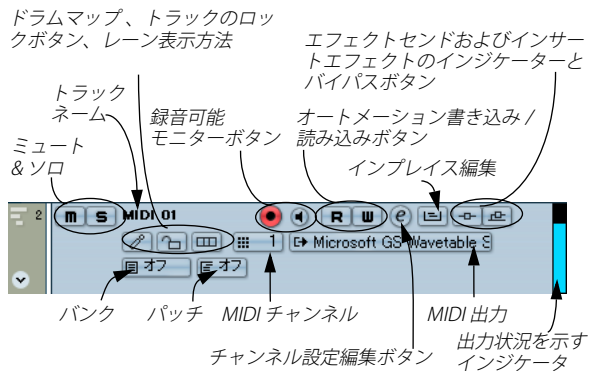 ドラムマップ 、トラックのロッ
クボタン、レーン表示方法
エフェクトセンドおよびインサー
トエフェクトのインジケーターと
バイパスボタン
トラック
ネーム
録音可能
モニターボタン
オートメーション書き込み /
読み込みボタン
ミュート
& ソロ
インプレイス編集
2 m S MIDI 01 R W e
1 Microsoft GS Wavetable S
オフ オフ
バンク パッチ MIDI チャンネル MIDI 出力
チャンネル設定編集ボタン
出力状況を示す
インジケータ